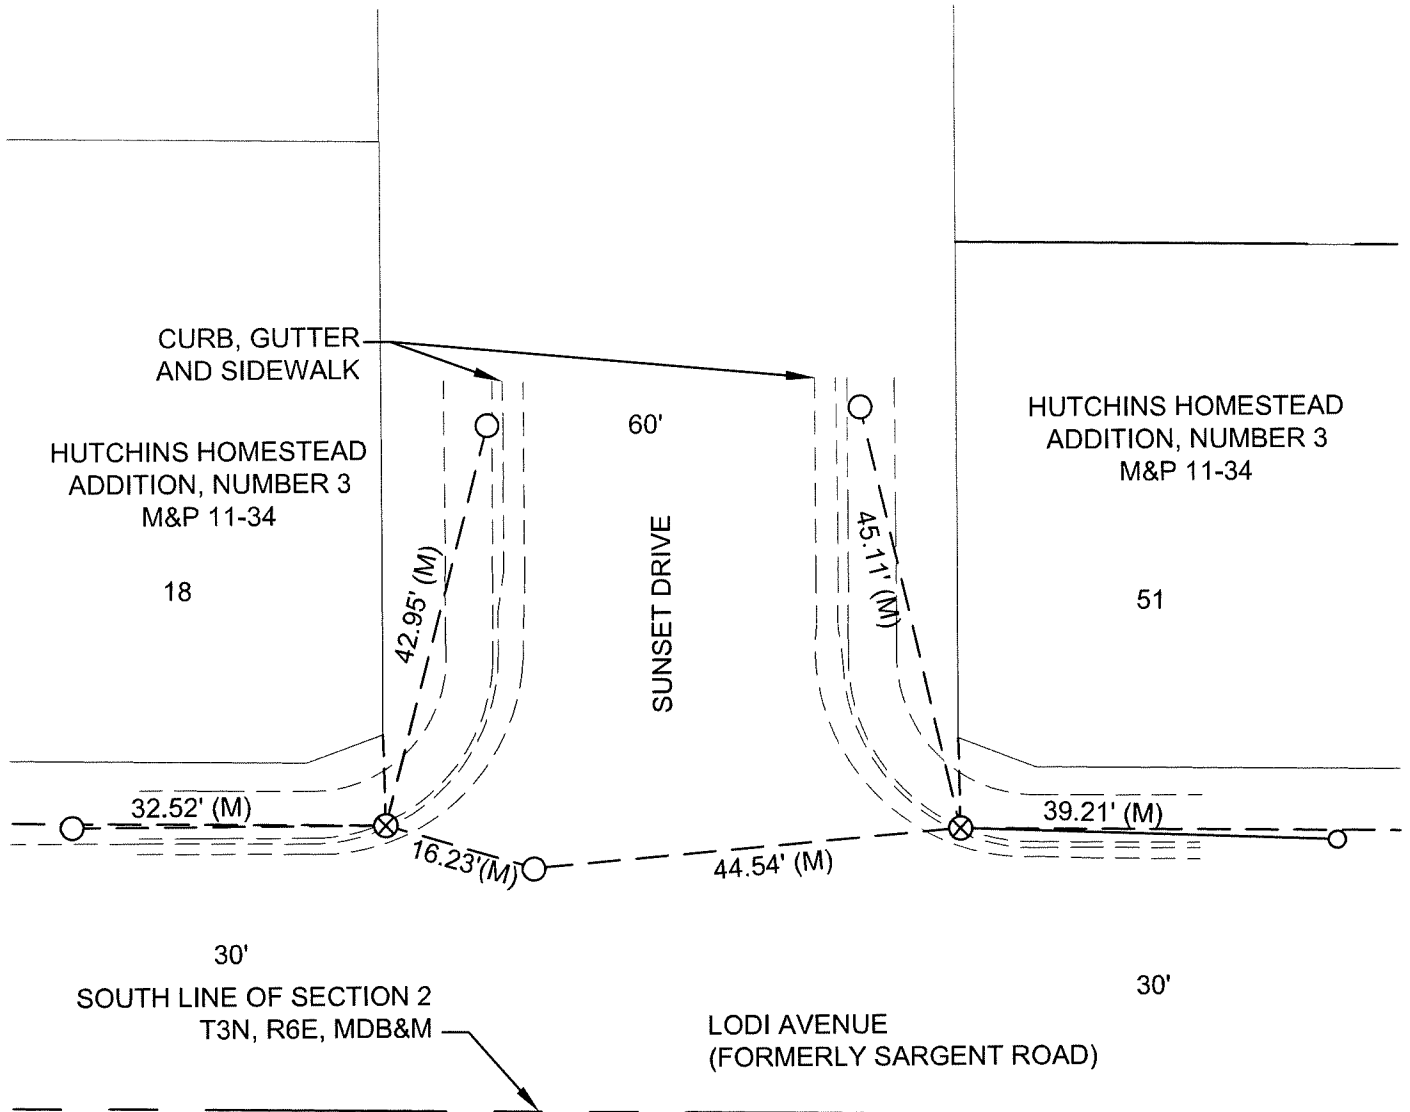 CURB, GUTTER
AND SIDEWALK
60'
HUTCHINS HOMESTEAD
ADDITION, NUMBER 3
M&P 11-34
HUTCHINS HOMESTEAD
ADDITION, NUMBER 3
M&P 11-34
18
42.95' (M)
SUNSET DRIVE
45.11' (M)
51
32.52' (M)
16.23'(M)
44.54' (M)
39.21' (M)
30'
SOUTH LINE OF SECTION 2
T3N, R6E, MDB&M
30'
LODI AVENUE
(FORMERLY SARGENT ROAD)